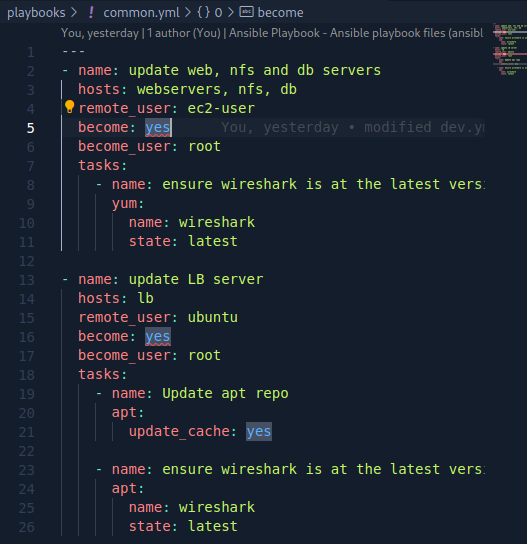 playbooks > ! common.yml > {} 0 > abc become
You, yesterday | 1 author (You) | Ansible Playbook - Ansible playbook files (ansibl
1 ---
2 - name: update web, nfs and db servers
3 hosts: webservers, nfs, db
4 remote_user: ec2-user
5 become: yes You, yesterday • modified dev.ym
6 become_user: root
7 tasks:
8 - name: ensure wireshark is at the latest versi
9 yum:
10 name: wireshark
11 state: latest
12
13 - name: update LB server
14 hosts: lb
15 remote_user: ubuntu
16 become: yes
17 become_user: root
18 tasks:
19 - name: Update apt repo
20 apt:
21 update_cache: yes
22
23 - name: ensure wireshark is at the latest versi
24 apt:
25 name: wireshark
26 state: latest